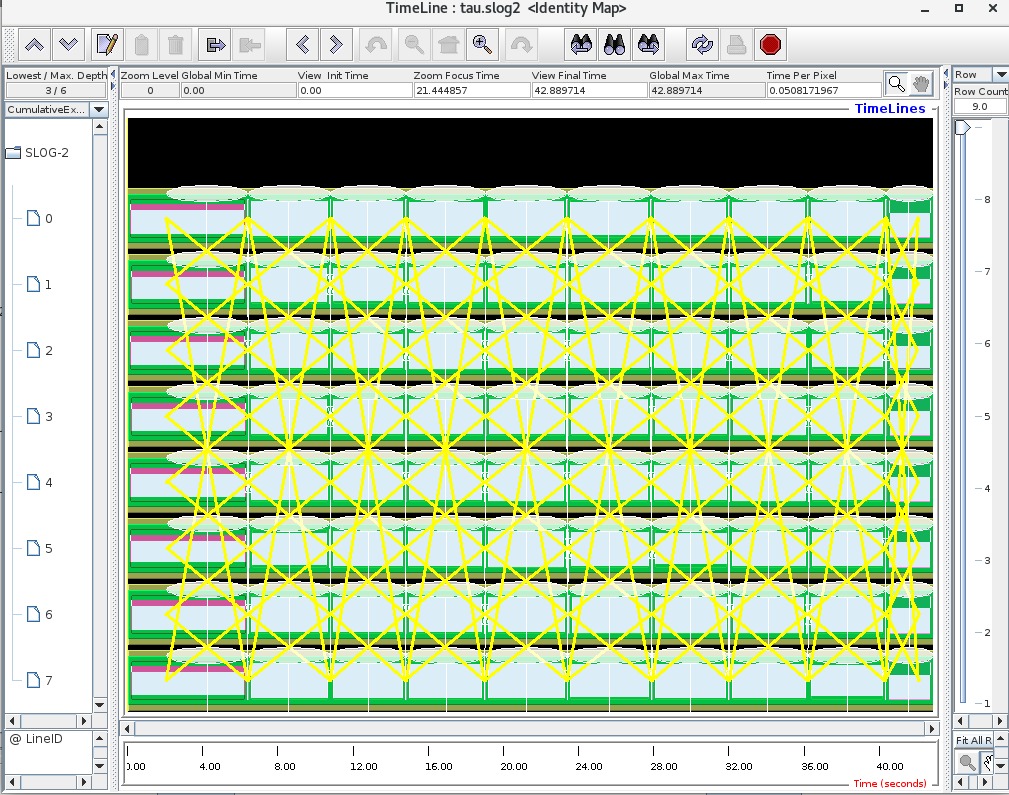 TimeLine : tau.slog2 <Identity Map>
Lowest / Max. Depth Zoom Level Global Min Time View Init Time Zoom Focus Time View Final Time Global Max Time Time Per Pixel Row
3 / 6 0 0.00 0.00 21.444857 42.889714 42.889714 0.0508171967 Row Count
CumulativeEx... TimeLines 9.0
SLOG-2
0
1
2
3
4
5
6
7
8
7
6
5
4
3
2
1
@ LineID
Fit All R
0.00 4.00 8.00 12.00 16.00 20.00 24.00 28.00 32.00 36.00 40.00
Time (seconds)